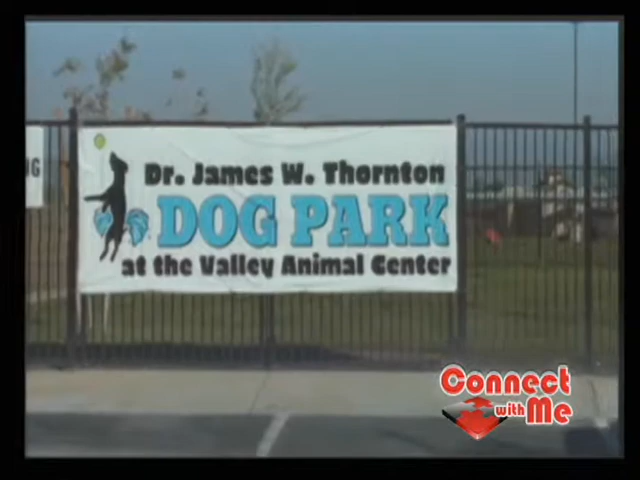 Dr. James W. Thornton
DOG PARK
at the Valley Animal Center
Connect
with Me